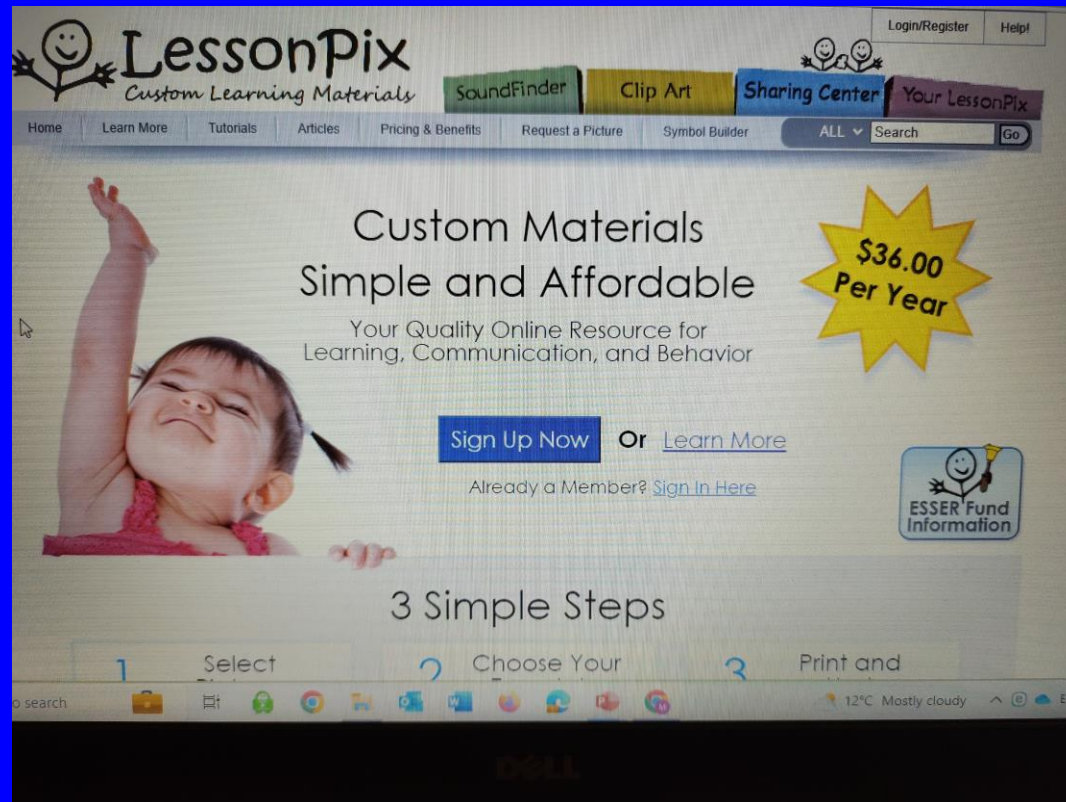 Login/Register Help!
LessonPix
Custom Learning Materials
SoundFinder Clip Art Sharing Center Your LessonPix
Home Learn More Tutorials Articles Pricing & Benefits Request a Picture Symbol Builder ALL Search Go
Custom Materials
Simple and Affordable
$36.00
Per Year
Your Quality Online Resource for
Learning, Communication, and Behavior
Sign Up Now Or Learn More
Already a Member? Sign In Here
ESSER Fund
Information
3 Simple Steps
1 Select
2 Choose Your
3 Print and
search 12°C Mostly cloudy
DELL